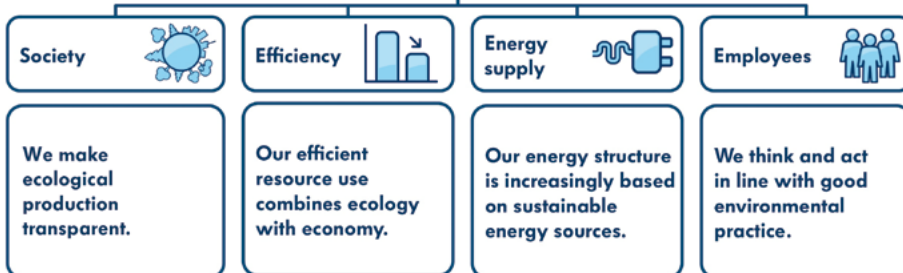 Society
Efficiency
Energy
supply
Employees
We make
ecological
production
transparent.
Our efficient
resource use
combines ecology
with economy.
Our energy structure
is increasingly based
on sustainable
energy sources.
We think and act
in line with good
environmental
practice.